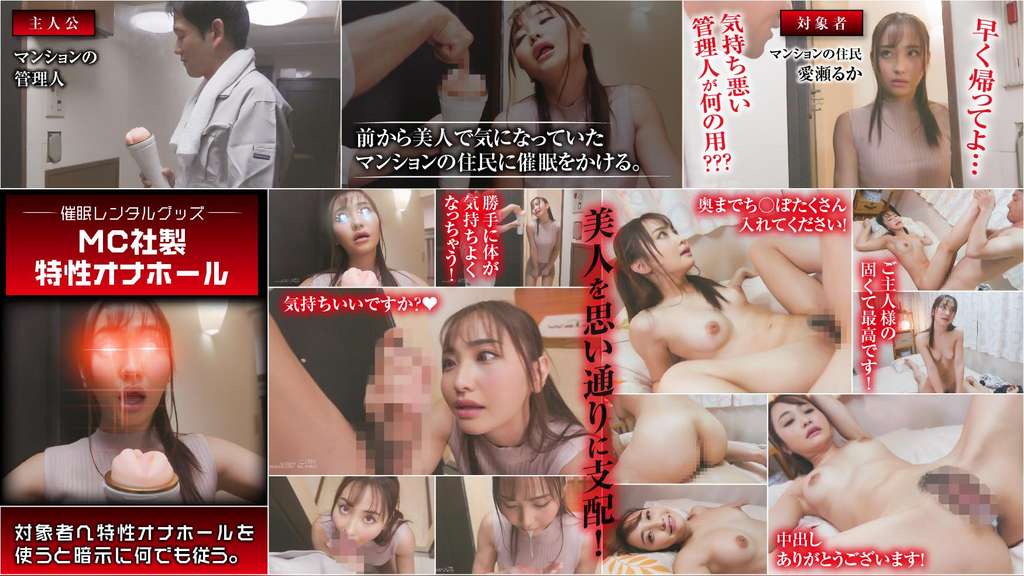 主人公
マンションの
管理人
前から美人で気になっていた
マンションの住民に催眠をかける。
気持ち悪い
管理人が何の用???
対象者
マンションの住民
愛瀬るか
早く帰ってよ…
催眠レンタルグッズ
MC社製
特性オナホール
対象者へ特性オナホールを
使うと暗示に何でも従う。
勝手に体が
気持ちよく
なっちゃう!
気持ちいいですか?♥
美人を思い通りに支配!
奥までち○ぽたくさん
入れてください!
ご主人様の
固くて最高です!
中出し
ありがとうございます!